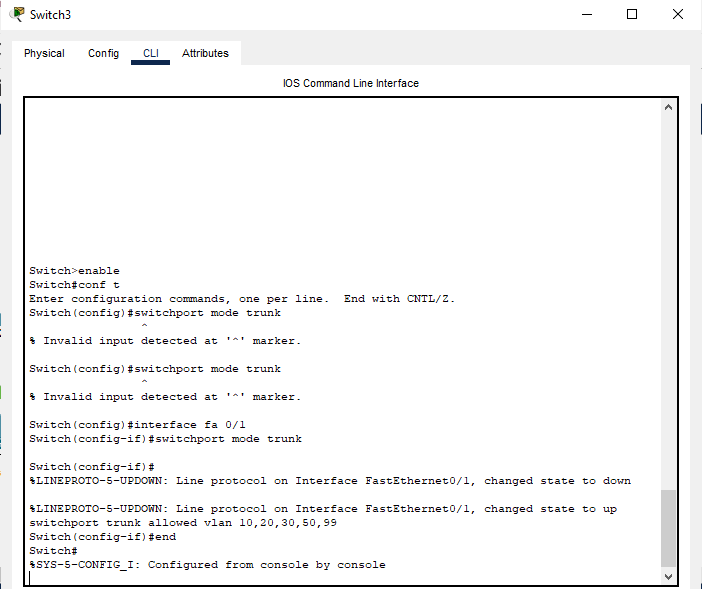 Switch3
Physical Config CLI Attributes
IOS Command Line Interface
Switch>enable
Switch#conf t
Enter configuration commands, one per line.  End with CNTL/Z.
Switch(config)#switchport mode trunk
                ^
% Invalid input detected at '^' marker.
Switch(config)#switchport mode trunk
                ^
% Invalid input detected at '^' marker.
Switch(config)#interface fa 0/1
Switch(config-if)#switchport mode trunk
Switch(config-if)#
%LINEPROTO-5-UPDOWN: Line protocol on Interface FastEthernet0/1, changed state to down
%LINEPROTO-5-UPDOWN: Line protocol on Interface FastEthernet0/1, changed state to up
switchport trunk allowed vlan 10,20,30,50,99
Switch(config-if)#end
Switch#
%SYS-5-CONFIG_I: Configured from console by console